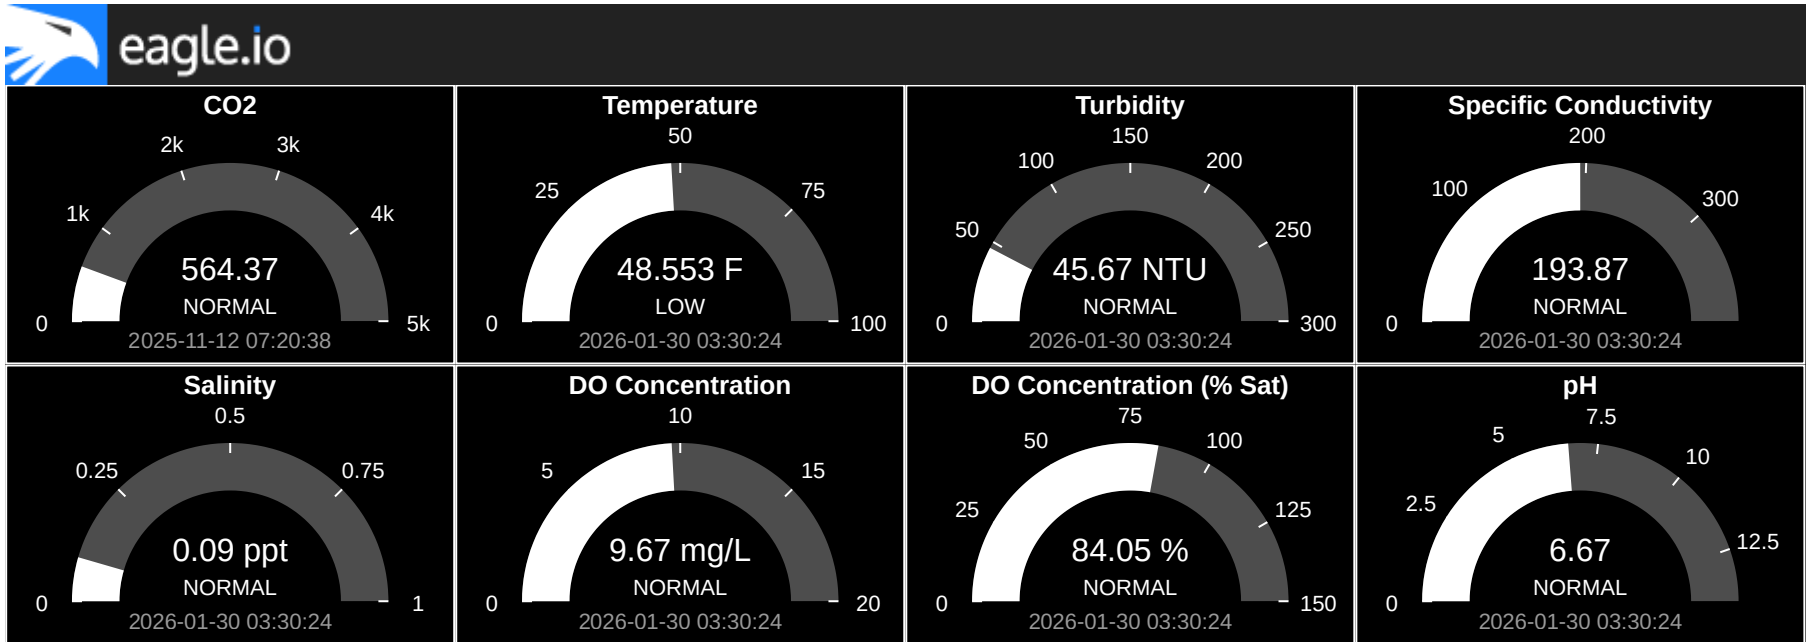 eagle.io
CO2
0
1k
2k
3k
4k
5k
564.37
NORMAL
2025-11-12 07:20:38
Temperature
0
25
50
75
100
48.553 F
LOW
2026-01-30 03:30:24
Turbidity
0
50
100
150
200
250
300
45.67 NTU
NORMAL
2026-01-30 03:30:24
Specific Conductivity
0
100
200
300
193.87
NORMAL
2026-01-30 03:30:24
Salinity
0
0.25
0.5
0.75
1
0.09 ppt
NORMAL
2026-01-30 03:30:24
DO Concentration
0
5
10
15
20
9.67 mg/L
NORMAL
2026-01-30 03:30:24
DO Concentration (% Sat)
0
25
50
75
100
125
150
84.05 %
NORMAL
2026-01-30 03:30:24
pH
0
2.5
5
7.5
10
12.5
6.67
NORMAL
2026-01-30 03:30:24